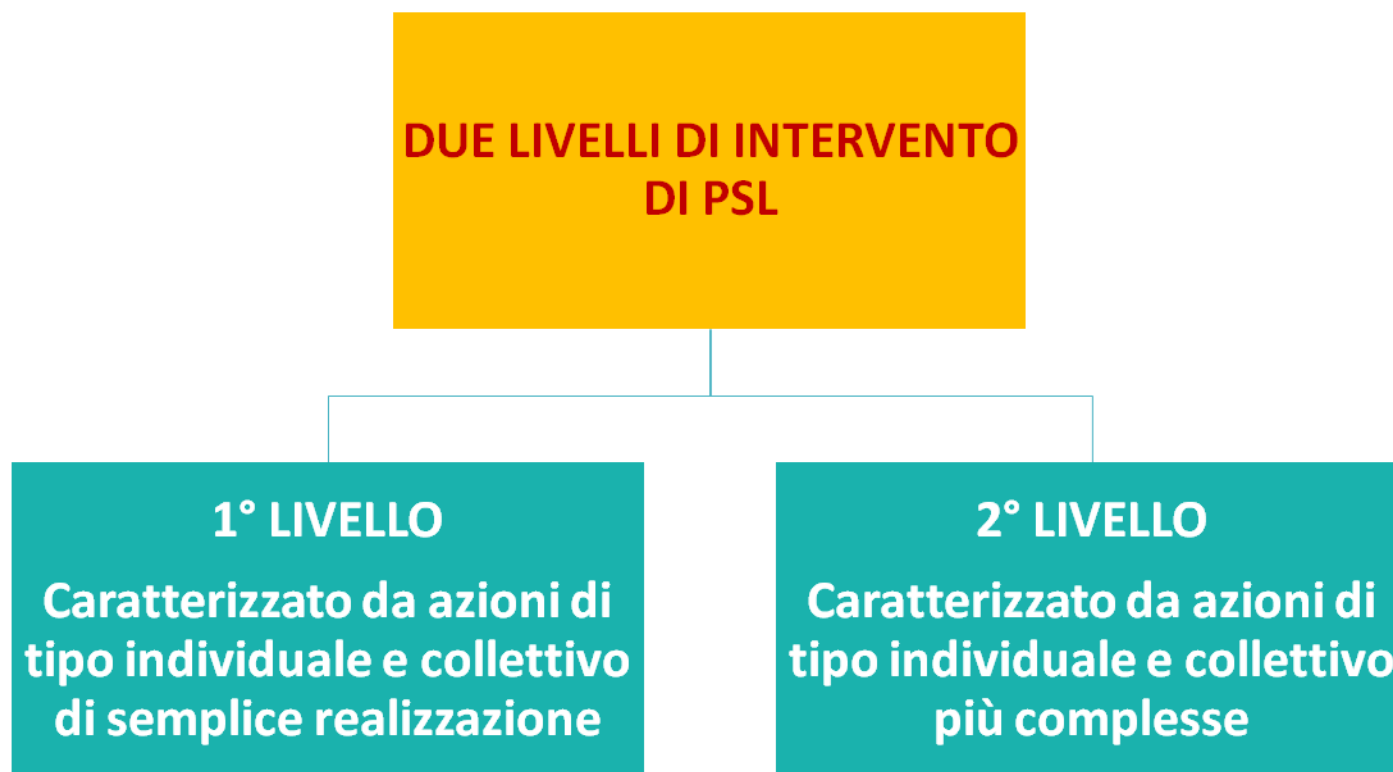 DUE LIVELLI DI INTERVENTO
DI PSL
1° LIVELLO
Caratterizzato da azioni di
tipo individuale e collettivo
di semplice realizzazione
2° LIVELLO
Caratterizzato da azioni di
tipo individuale e collettivo
più complesse